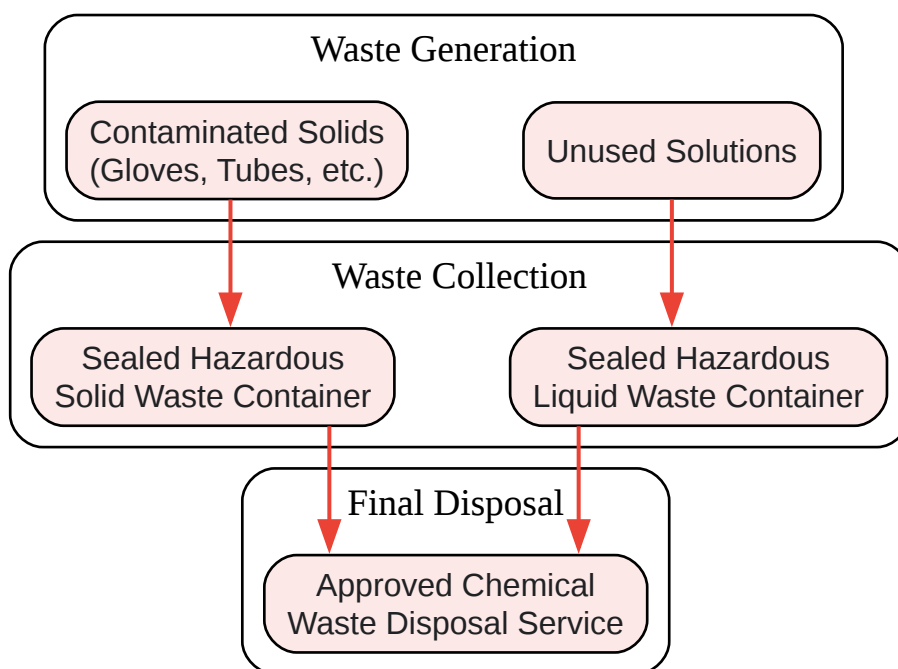 Waste Generation
Contaminated Solids
(Gloves, Tubes, etc.)
Unused Solutions
Waste Collection
Sealed Hazardous
Solid Waste Container
Sealed Hazardous
Liquid Waste Container
Final Disposal
Approved Chemical
Waste Disposal Service